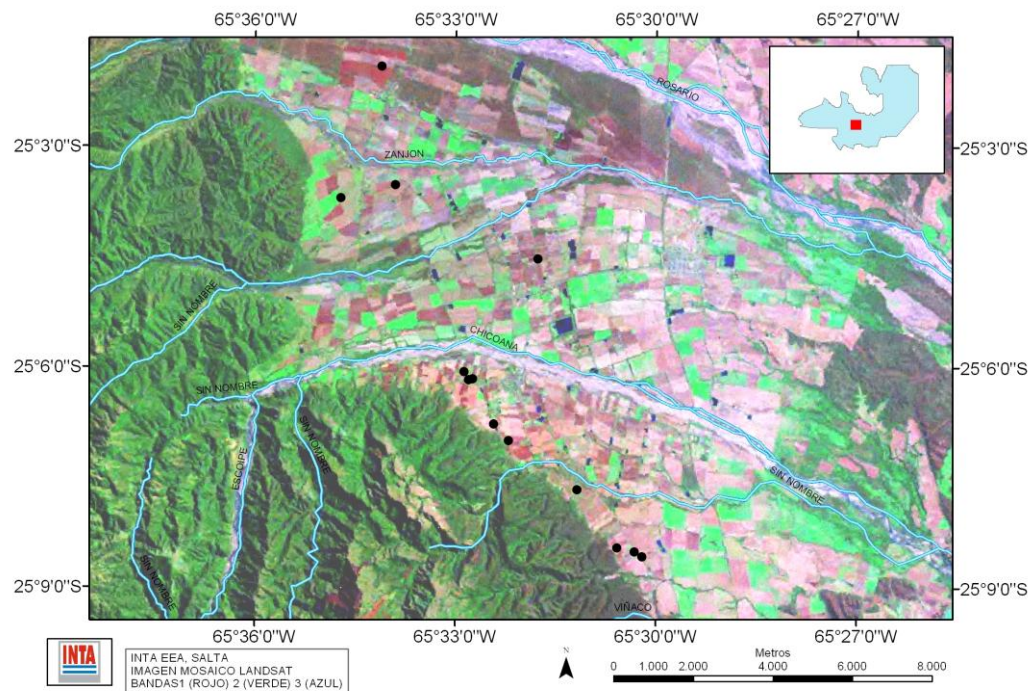 65°36'0"W 65°33'0"W 65°30'0"W 65°27'0"W
ROSARIO
25°3'0"S ZANJON 25°3'0"S
SIN NOMBRE
CHICOANA
25°6'0"S 25°6'0"S
SIN NOMBRE
SIN NOMBRE
ESCOIPE
SIN NOMBRE
SIN NOMBRE
25°9'0"S 25°9'0"S
VIÑACO
65°36'0"W 65°33'0"W 65°30'0"W 65°27'0"W
INTA
INTA EEA, SALTA
IMAGEN MOSAICO LANDSAT
BANDAS1 (ROJO) 2 (VERDE) 3 (AZUL)
N
Metros
0 1.000 2.000 4.000 6.000 8.000